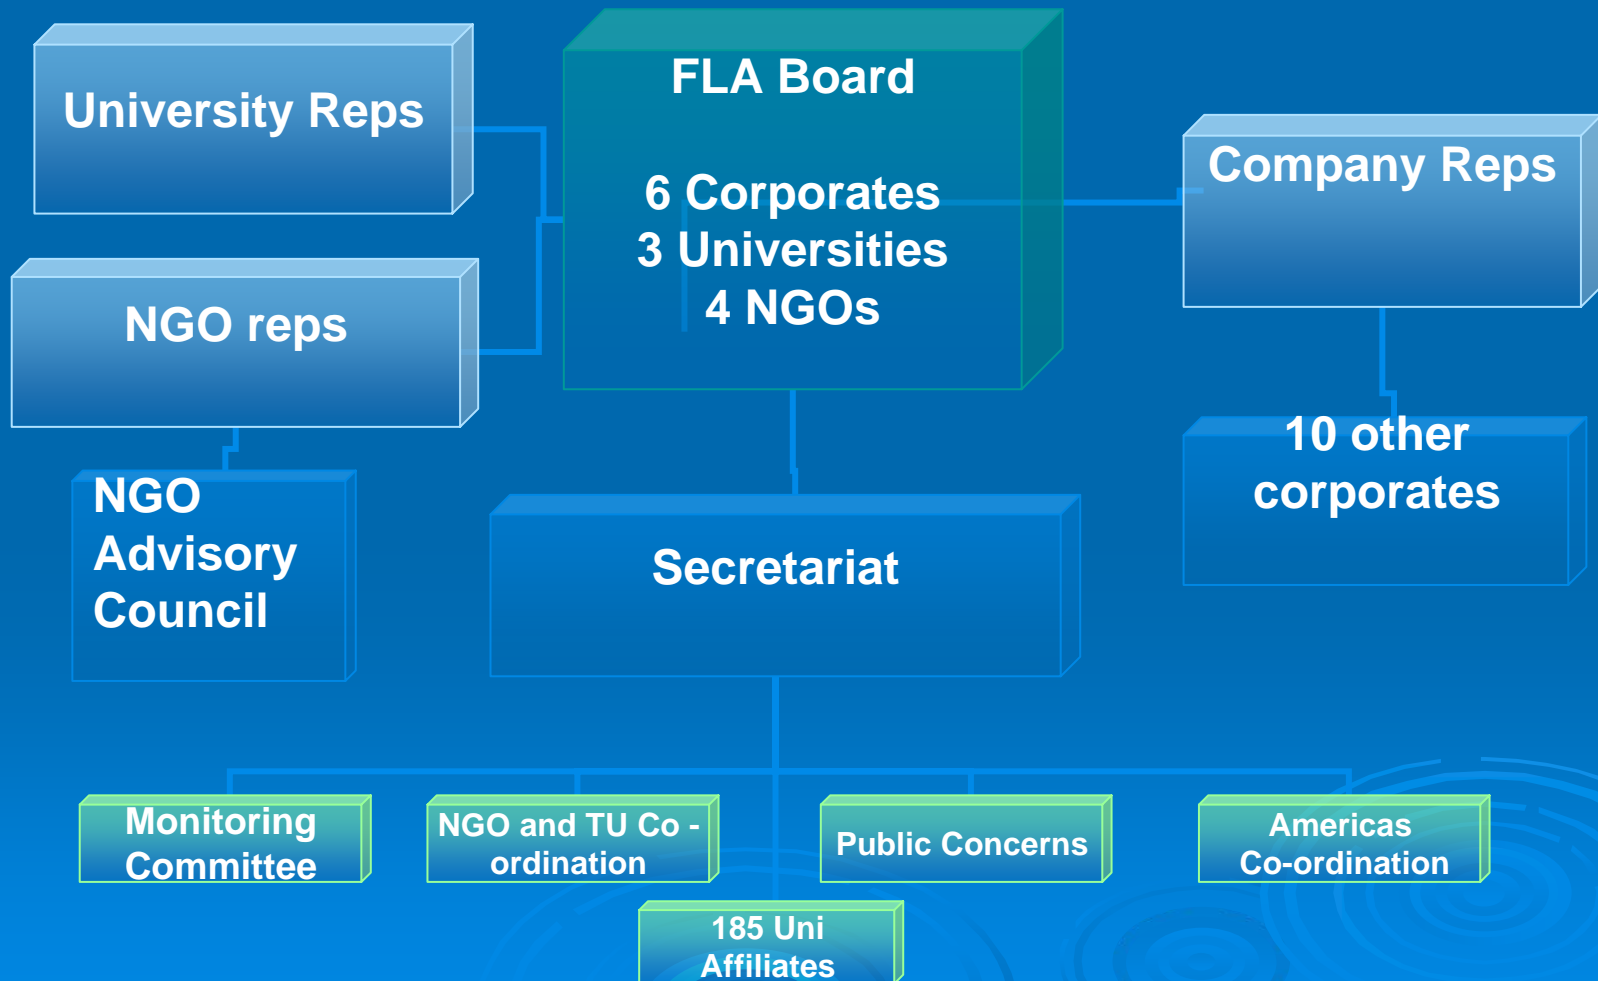 University Reps
FLA Board
6 Corporates
3 Universities
4 NGOs
Company Reps
NGO reps
10 other
corporates
NGO
Advisory
Council
Secretariat
Monitoring
Committee
NGO and TU Co -
ordination
Public Concerns
Americas
Co-ordination
185 Uni
Affiliates